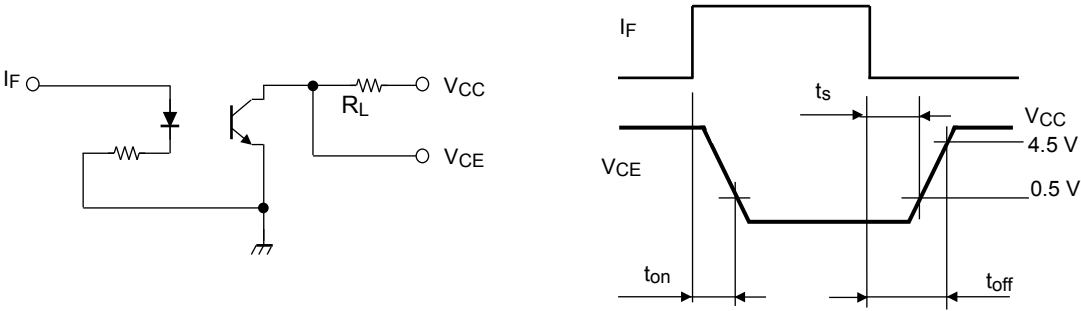 IF
RL
VCC
VCE
IF
tS
VCC
4.5 V
VCE
0.5 V
ton
toff